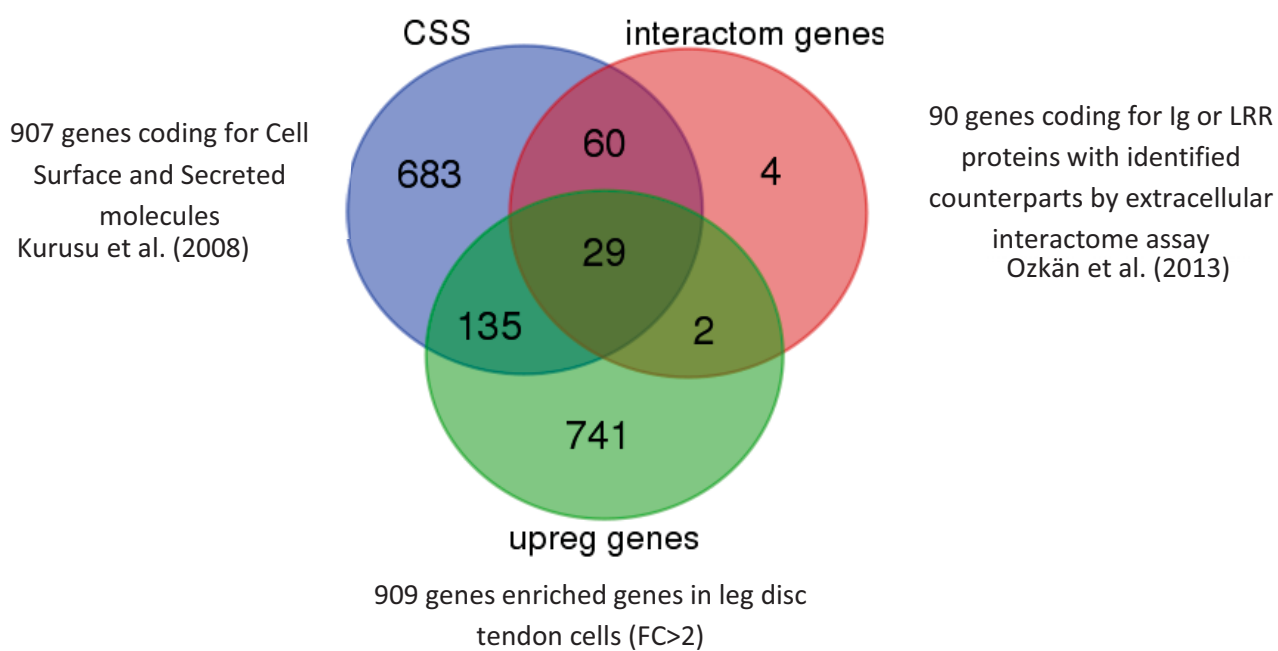 CSS
interactom genes
907 genes coding for Cell
Surface and Secreted
molecules
Kurusu et al. (2008)
90 genes coding for Ig or LRR
proteins with identified
counterparts by extracellular
interactome assay
Ozkän et al. (2013)
683
60
4
29
135
2
741
upreg genes
909 genes enriched genes in leg disc
tendon cells (FC>2)